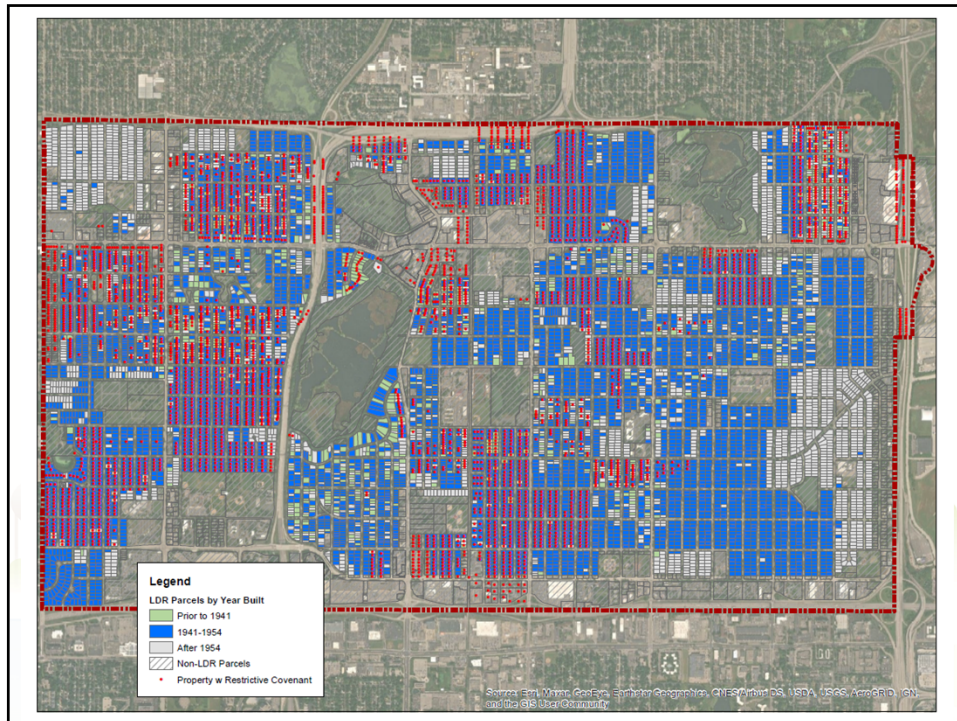 Legend
LDR Parcels by Year Built
Prior to 1941
1941-1954
After 1954
Non-LDR Parcels
Property w Restrictive Covenant
Source: Esri, Maxar, GeoEye, Earthstar Geographics, CNES/Airbus DS, USDA, USGS, AeroGRID, IGN,
and the GIS User Community